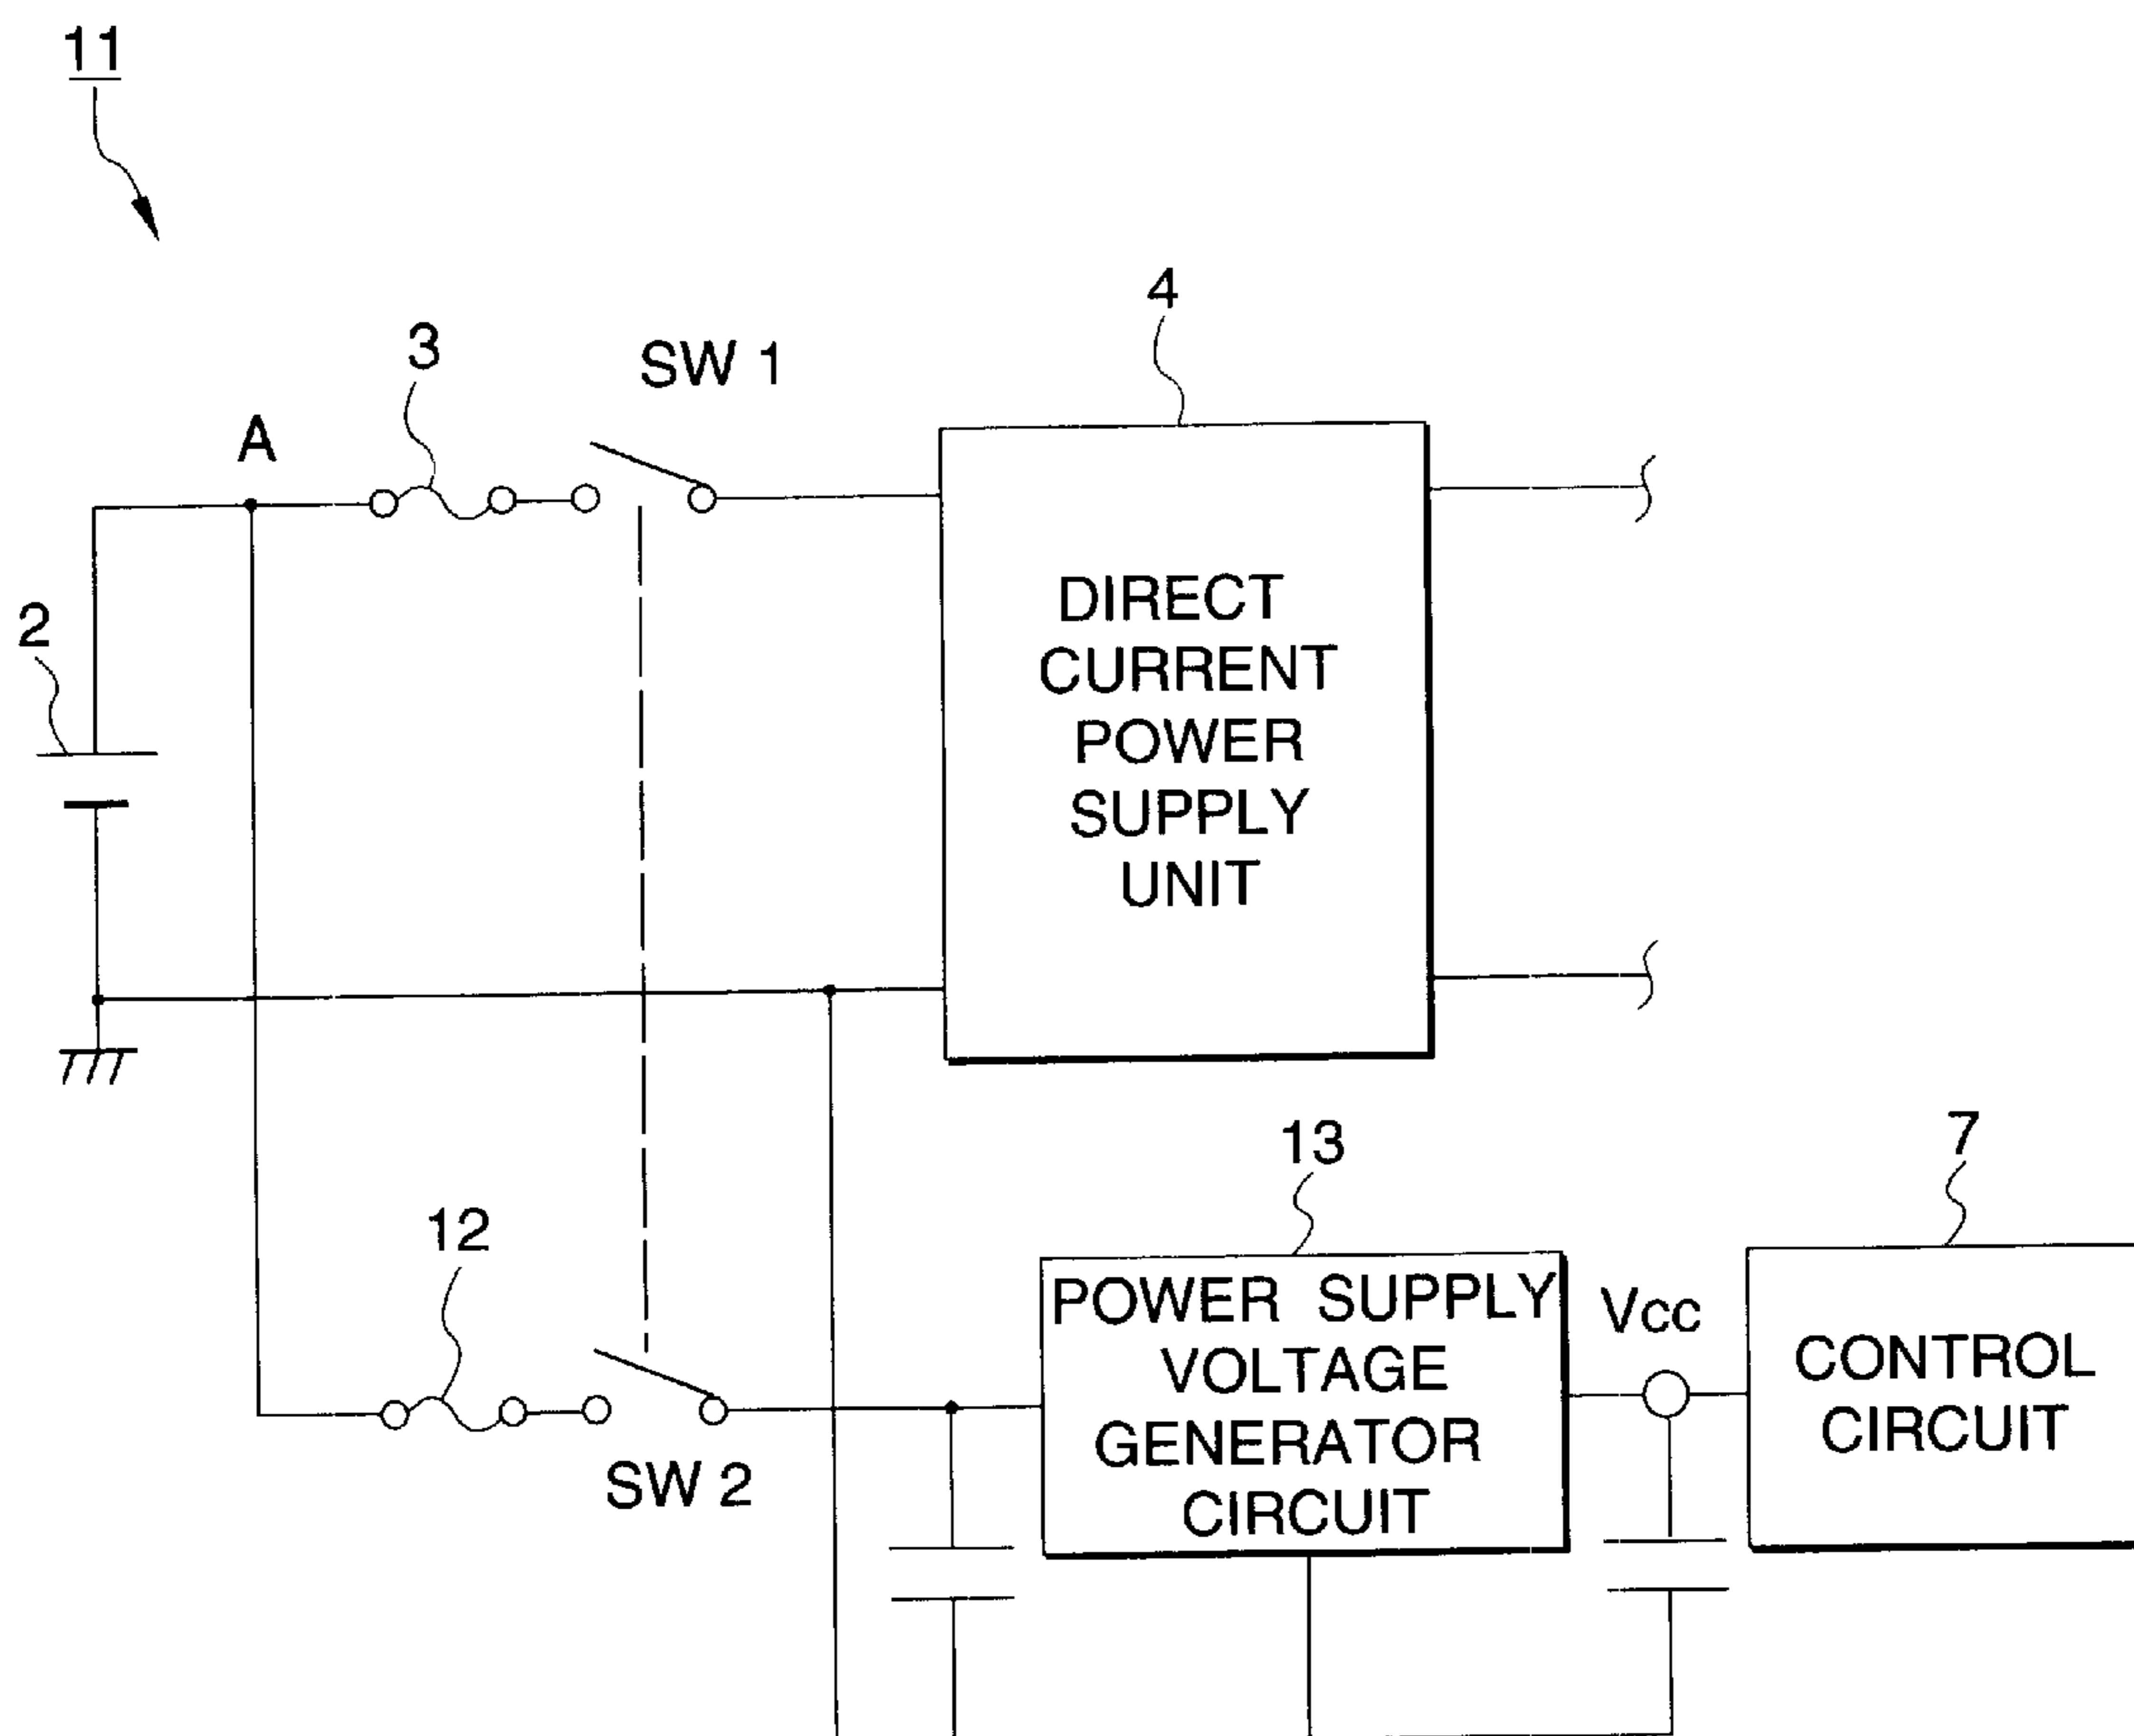 11
4
3
SW 1
A
2
DIRECT
CURRENT
POWER
SUPPLY
UNIT
13
7
12
POWER SUPPLY
VOLTAGE
GENERATOR
CIRCUIT
Vcc
CONTROL
CIRCUIT
SW 2